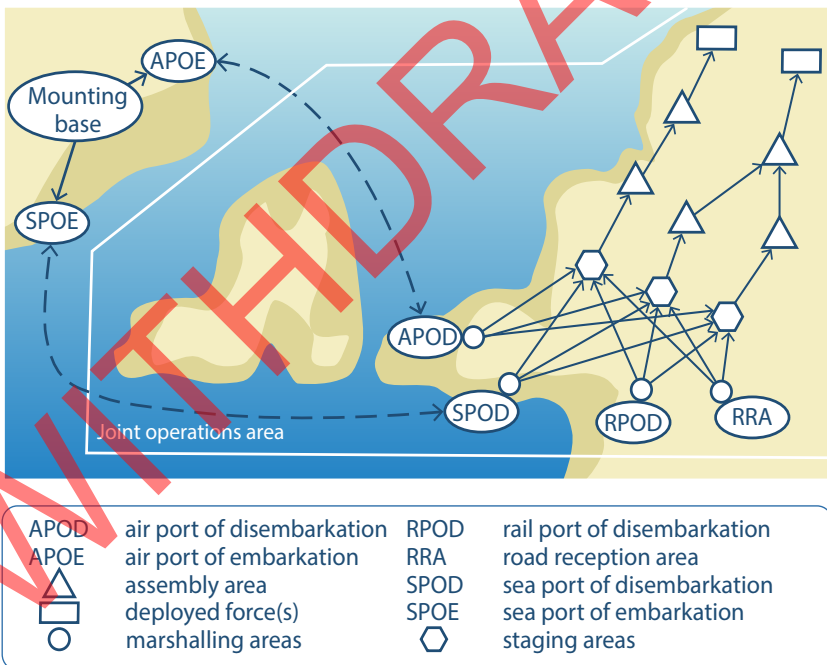 APOE
Mounting
base
SPOE
APOD
SPOD
RPOD
RRA
Joint operations area
WITHDRA
APOD air port of disembarkation RPOD rail port of disembarkation
APOE air port of embarkation RRA road reception area
assembly area SPOD sea port of disembarkation
deployed force(s) SPOE sea port of embarkation
marshalling areas staging areas